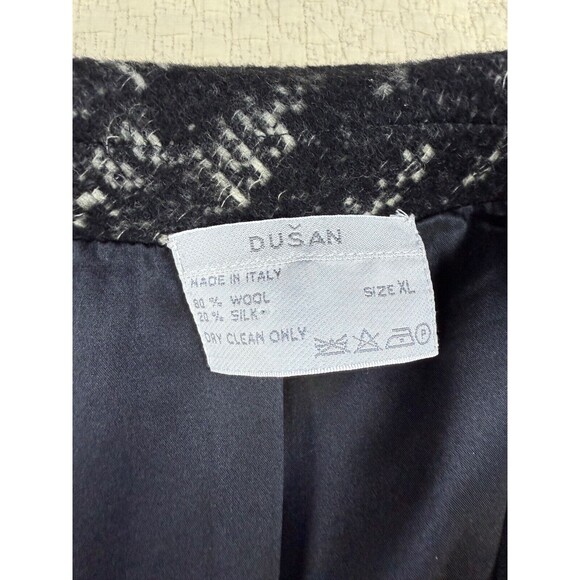 DUŠAN
MADE IN ITALY
80 % WOOL
20 % SILK
SIZE XL
DRY CLEAN ONLY
P